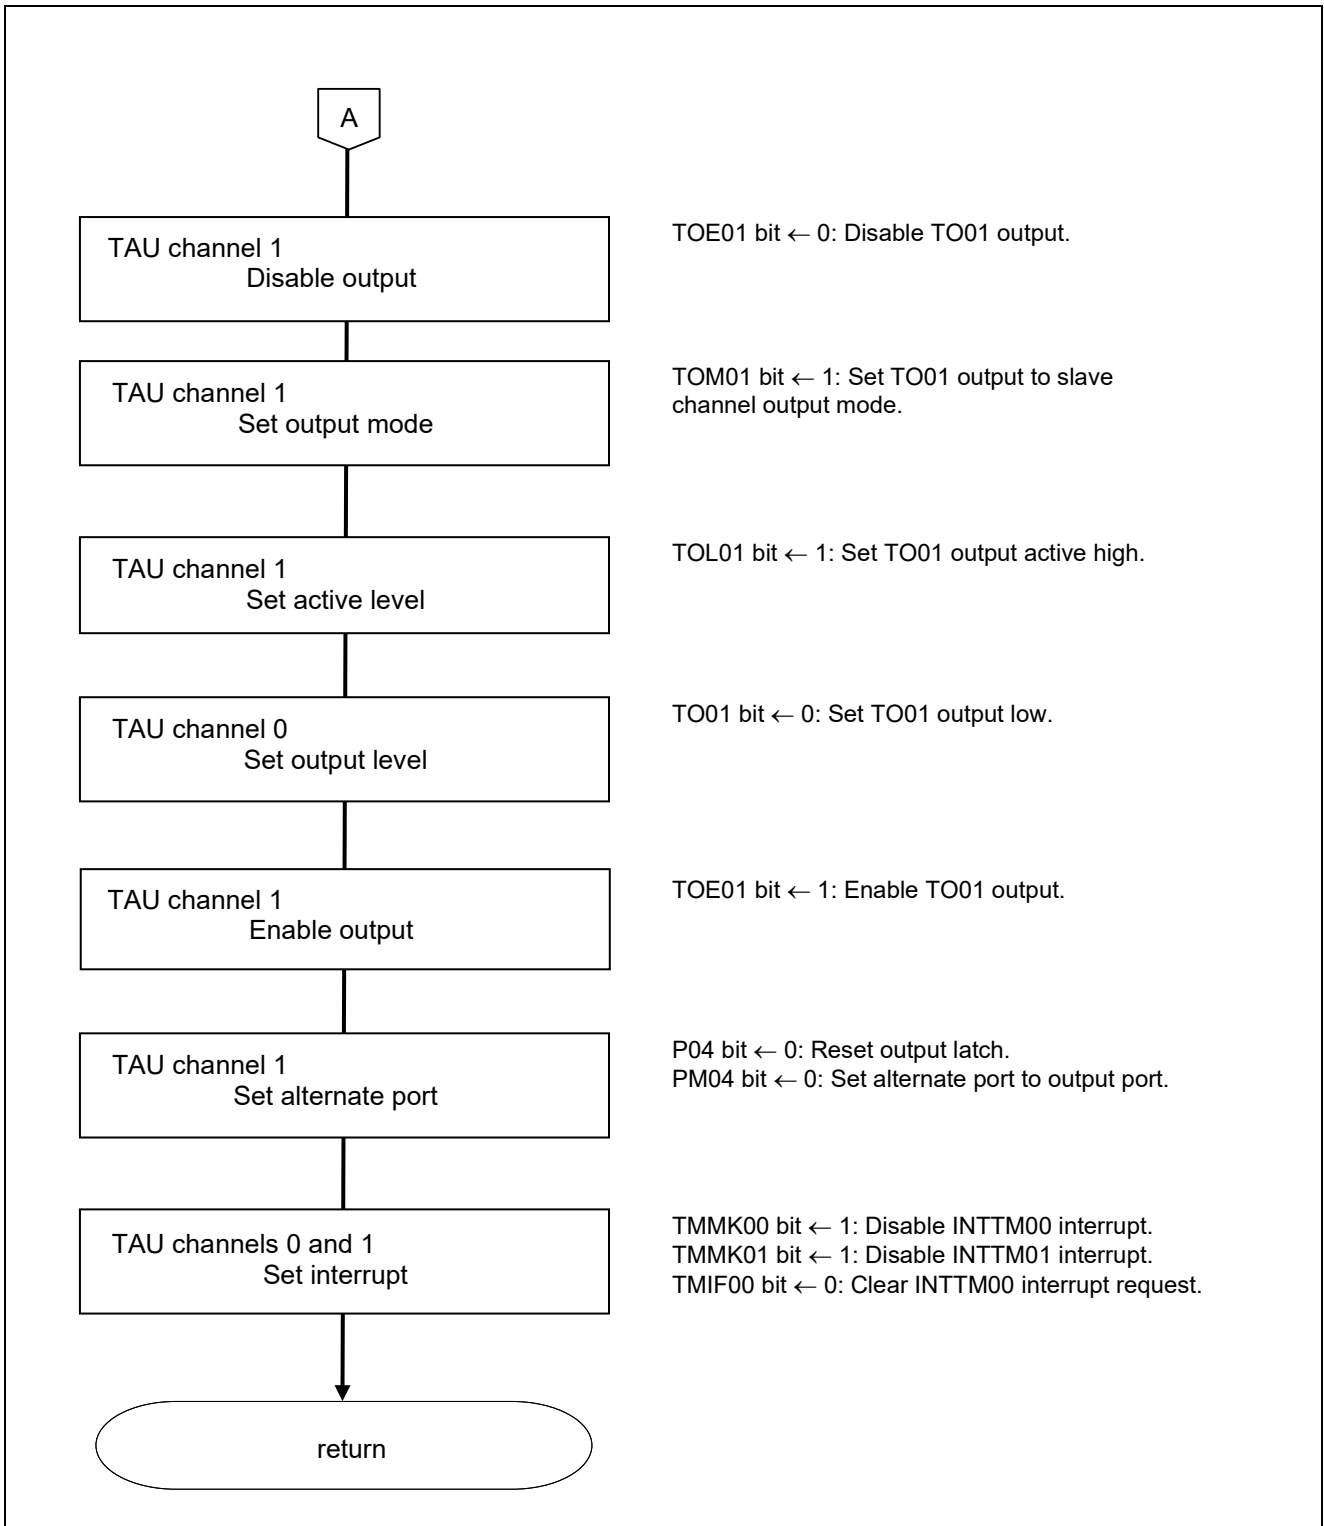 A
TAU channel 1
Disable output
TOE01 bit ← 0: Disable TO01 output.
TAU channel 1
Set output mode
TOM01 bit ← 1: Set TO01 output to slave
channel output mode.
TAU channel 1
Set active level
TOL01 bit ← 1: Set TO01 output active high.
TAU channel 0
Set output level
TO01 bit ← 0: Set TO01 output low.
TAU channel 1
Enable output
TOE01 bit ← 1: Enable TO01 output.
TAU channel 1
Set alternate port
P04 bit ← 0: Reset output latch.
PM04 bit ← 0: Set alternate port to output port.
TAU channels 0 and 1
Set interrupt
TMMK00 bit ← 1: Disable INTTM00 interrupt.
TMMK01 bit ← 1: Disable INTTM01 interrupt.
TMIF00 bit ← 0: Clear INTTM00 interrupt request.
return